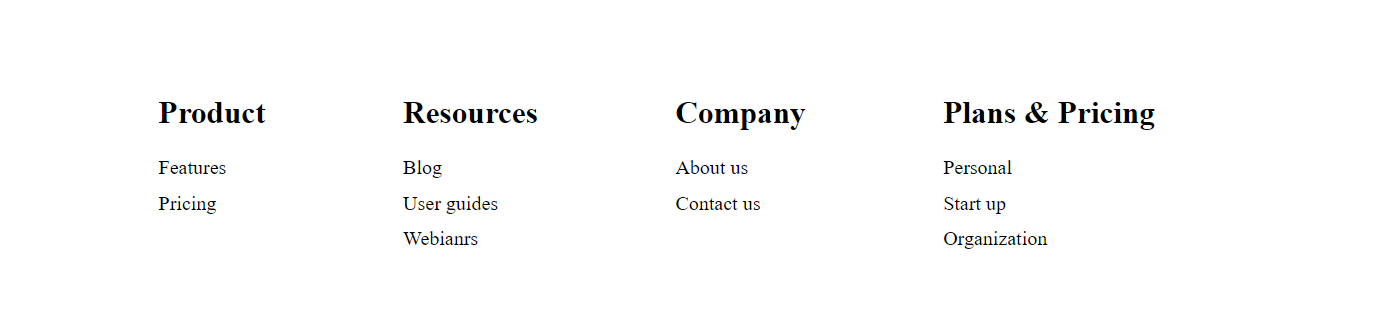 Product
Features
Pricing
Resources
Blog
User guides
Webianrs
Company
About us
Contact us
Plans & Pricing
Personal
Start up
Organization